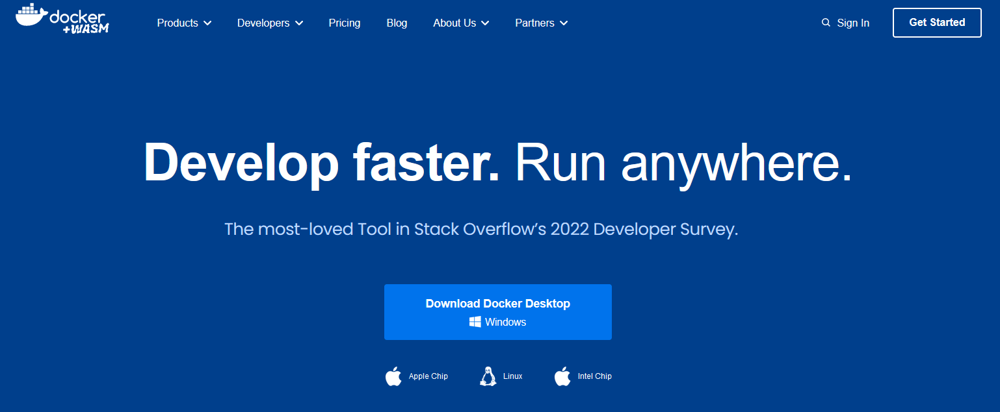 docker
+WASM
Products Developers Pricing Blog About Us Partners Sign In Get Started
Develop faster. Run anywhere.
The most-loved Tool in Stack Overflow’s 2022 Developer Survey.
Download Docker Desktop
Windows
Apple Chip Linux Intel Chip